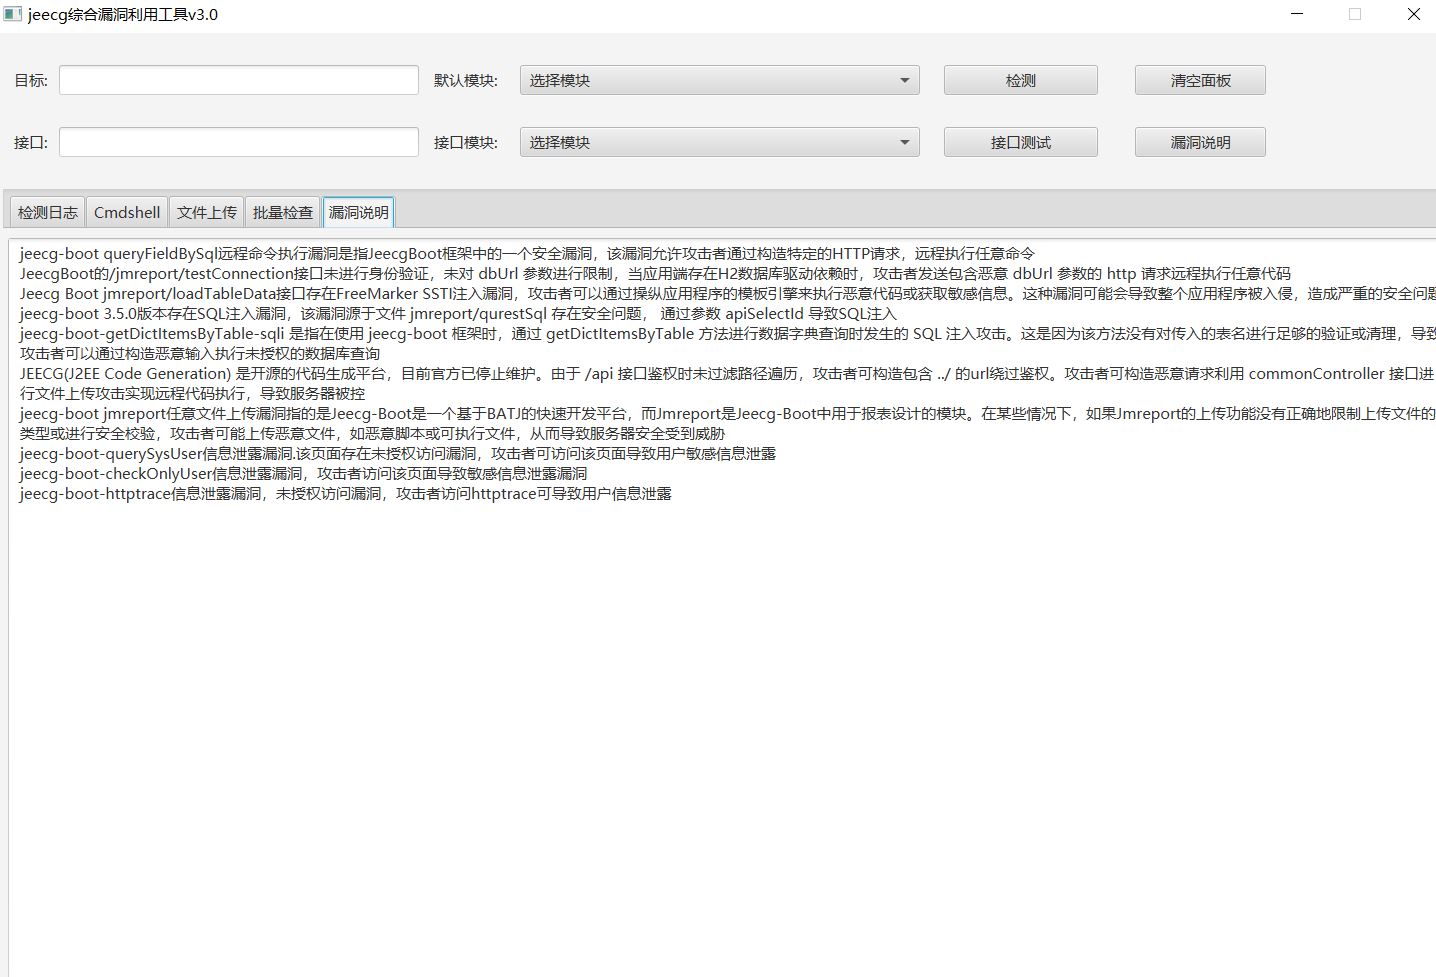 jeecg综合漏洞利用工具v3.0
目标:
默认模块:
选择模块
检测
清空面板
接口:
接口模块:
选择模块
接口测试
漏洞说明
检测日志
Cmdshell
文件上传
批量检查
漏洞说明
jeecg-boot queryFieldBySql远程命令执行漏洞是指JeecgBoot框架中的一个安全漏洞，该漏洞允许攻击者通过构造特定的HTTP请求，远程执行任意命令
JeecgBoot的/jmreport/testConnection接口未进行身份验证，未对 dbUrl 参数进行限制，当应用端存在H2数据库驱动依赖时，攻击者发送包含恶意 dbUrl 参数的 http 请求远程执行任意代码
Jeecg Boot jmreport/loadTableData接口存在FreeMarker SSTI注入漏洞，攻击者可以通过操纵应用程序的模板引擎来执行恶意代码或获取敏感信息。这种漏洞可能会导致整个应用程序被入侵，造成严重的安全问题
jeecg-boot 3.5.0版本存在SQL注入漏洞，该漏洞源于文件 jmreport/qurestSql 存在安全问题， 通过参数 apiSelectId 导致SQL注入
jeecg-boot-getDictItemsByTable-sqli 是指在使用 jeecg-boot 框架时，通过 getDictItemsByTable 方法进行数据字典查询时发生的 SQL 注入攻击。这是因为该方法没有对传入的表名进行足够的验证或清理，导致
攻击者可以通过构造恶意输入执行未授权的数据库查询
JEECG(J2EE Code Generation) 是开源的代码生成平台，目前官方已停止维护。由于 /api 接口鉴权时未过滤路径遍历，攻击者可构造包含 ../ 的url绕过鉴权。攻击者可构造恶意请求利用 commonController 接口进
行文件上传攻击实现远程代码执行，导致服务器被控
jeecg-boot jmreport任意文件上传漏洞指的是Jeecg-Boot是一个基于BATJ的快速开发平台，而Jmreport是Jeecg-Boot中用于报表设计的模块。在某些情况下，如果Jmreport的上传功能没有正确地限制上传文件的
类型或进行安全校验，攻击者可能上传恶意文件，如恶意脚本或可执行文件，从而导致服务器安全受到威胁
jeecg-boot-querySysUser信息泄露漏洞.该页面存在未授权访问漏洞，攻击者可访问该页面导致用户敏感信息泄露
jeecg-boot-checkOnlyUser信息泄露漏洞，攻击者访问该页面导致敏感信息泄露漏洞
jeecg-boot-httptrace信息泄露漏洞，未授权访问漏洞，攻击者访问httptrace可导致用户信息泄露